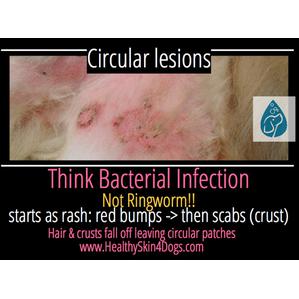 Circular lesions
Think Bacterial Infection
Not Ringworm!!
starts as rash: red bumps -> then scabs (crust)
Hair & crusts fall off leaving circular patches
www.HealthySkin4Dogs.com